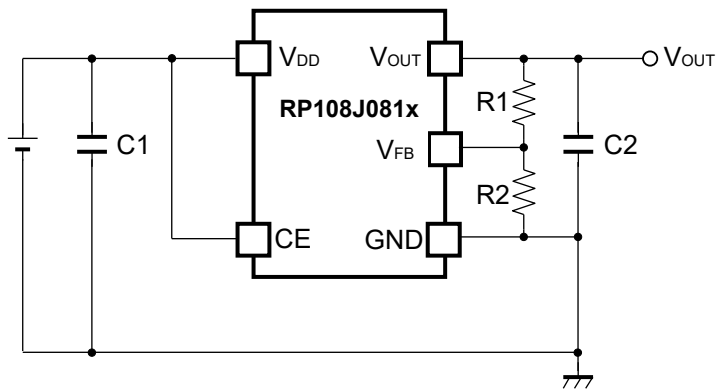 VDD
VOUT
VOUT
R1
RP108J081x
C1
VFB
C2
R2
CE
GND